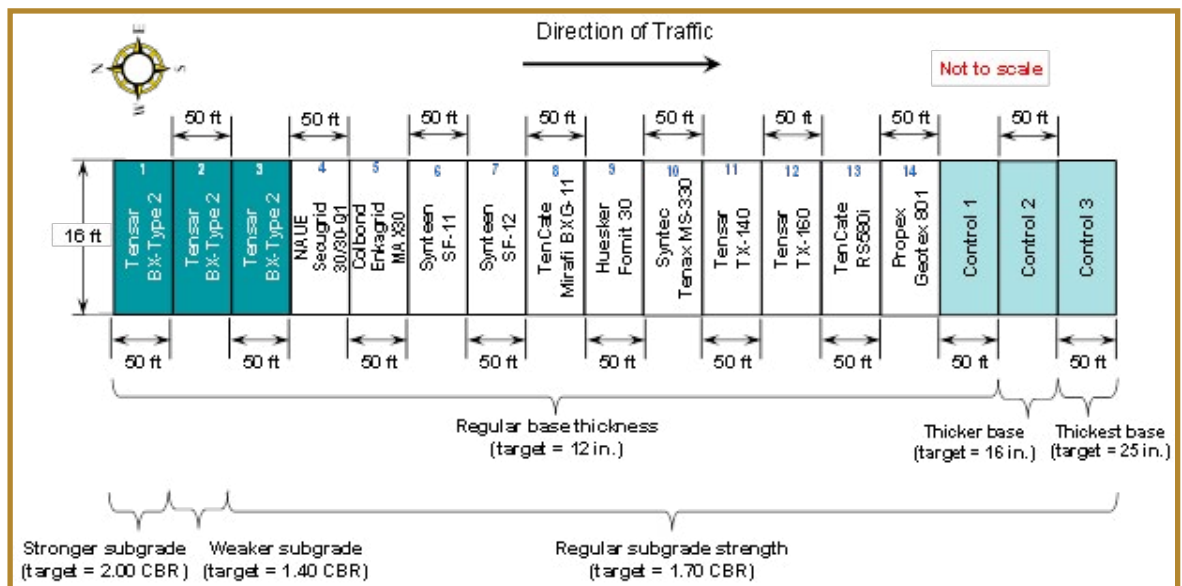 Direction of Traffic
Not to scale
E
N
S
W
50 ft
50 ft
50 ft
50 ft
50 ft
50 ft
50 ft
50 ft
16 ft
1
Tensar
BX-Type 2
2
Tensar
BX-Type 2
3
Tensar
BX-Type 2
4
NAUE
Secugrid
30/30-Q1
5
Colbond
Enkagrid
MAX30
6
Synteen
SF-11
7
Synteen
SF-12
8
TenCate
Mirafi BXG-11
9
Huesker
Fornit 30
10
Syntec
Tenax MS-330
11
Tensar
TX-140
12
Tensar
TX-160
13
TenCate
RS580i
14
Propex
Geotex 801
Control 1
Control 2
Control 3
50 ft
50 ft
50 ft
50 ft
50 ft
50 ft
50 ft
50 ft
50 ft
Regular base thickness
(target = 12 in.)
Thicker base
(target = 16 in.)
Thickest base
(target = 25 in.)
Stronger subgrade
(target = 2.00 CBR)
Weaker subgrade
(target = 1.40 CBR)
Regular subgrade strength
(target = 1.70 CBR)